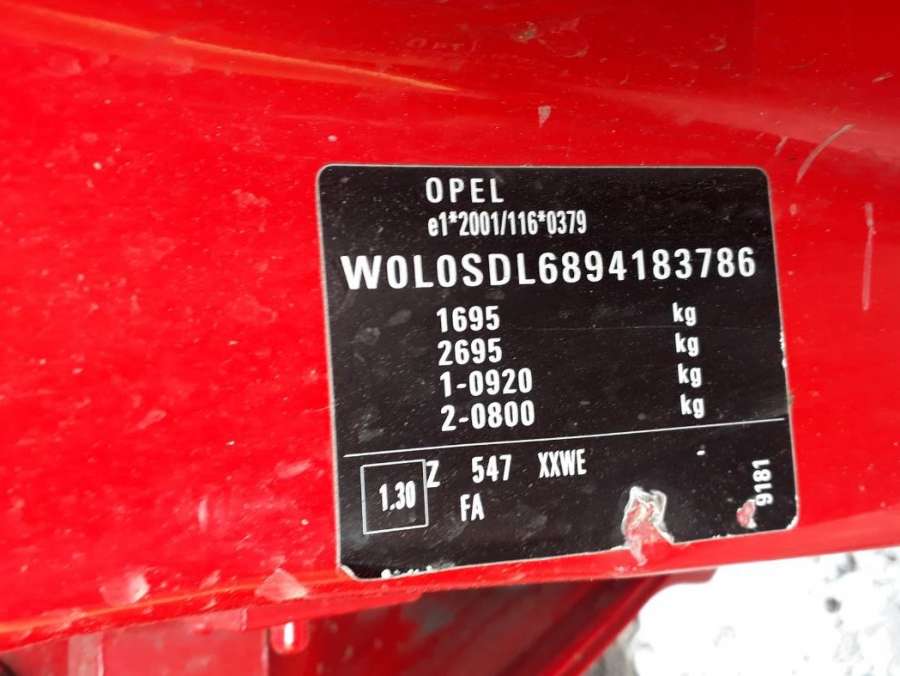 OPEL
e1*2001/116*0379
W0L0SDL6894183786
1695 kg
2695 kg
1-0920 kg
2-0800 kg
1.30 Z 547 XXWE
FA
9181